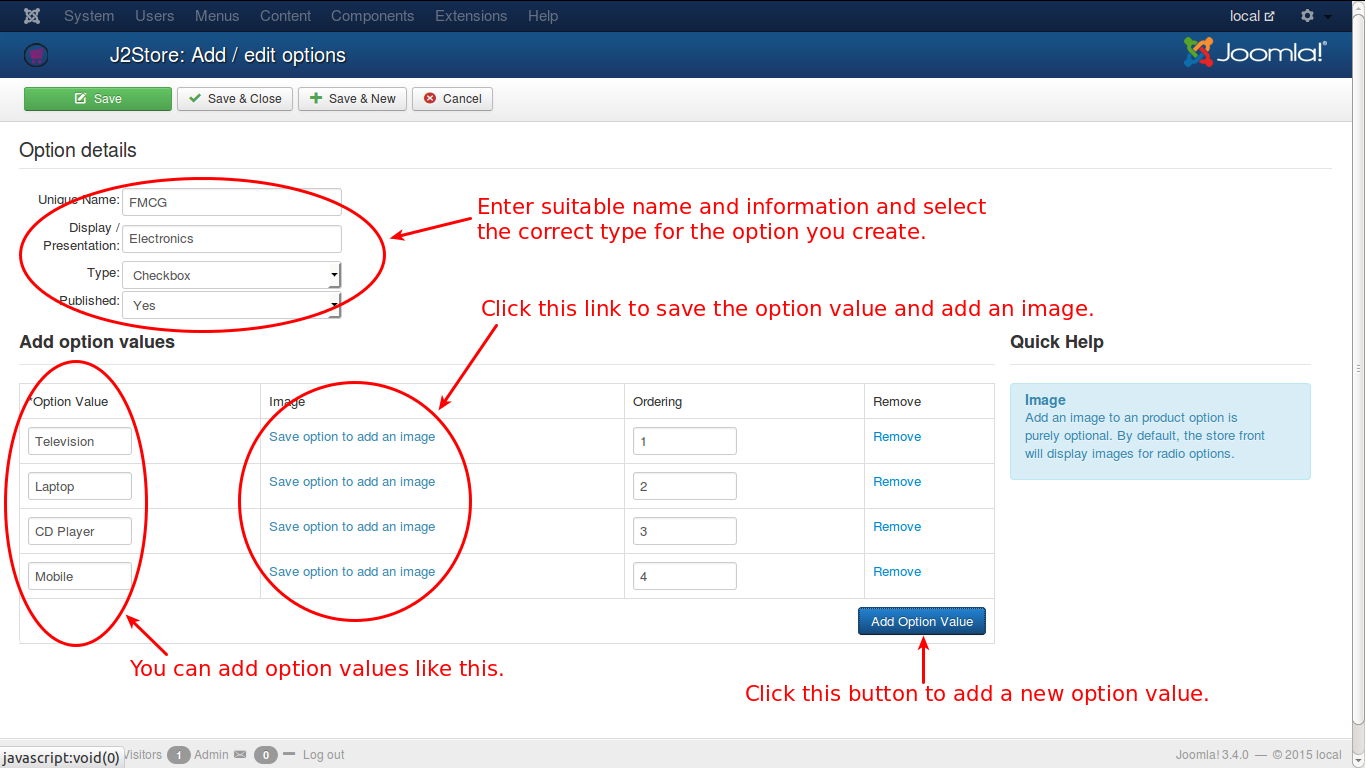 System Users Menus Content Components Extensions Help local
J2Store: Add / edit options Joomla!®
Save Save & Close Save & New Cancel
Option details
Unique Name: FMCG
Enter suitable name and information and select
the correct type for the option you create.
Display /
Presentation: Electronics
Type: Checkbox
Published: Yes
Click this link to save the option value and add an image.
Add option values
Quick Help
*Option Value Image Ordering Remove
Television Save option to add an image 1 Remove
Laptop Save option to add an image 2 Remove
CD Player Save option to add an image 3 Remove
Mobile Save option to add an image 4 Remove
Image
Add an image to an product option is
purely optional. By default, the store front
will display images for radio options.
Add Option Value
You can add option values like this.
Click this button to add a new option value.
javascript:void(0) Visitors 1 Admin 0 Log out Joomla! 3.4.0 — © 2015 local